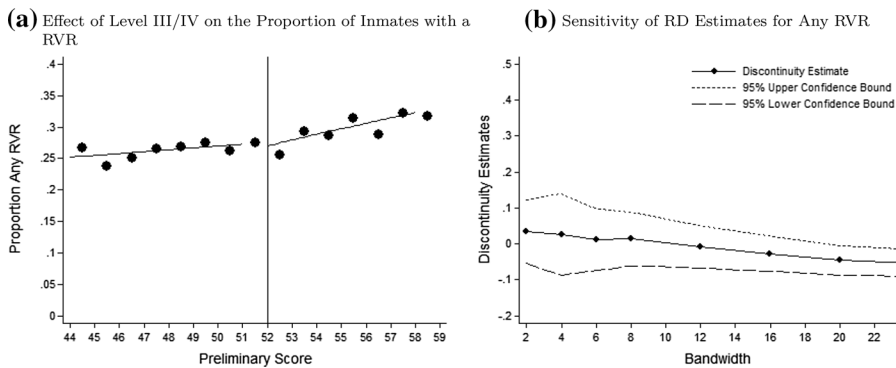 (a) Effect of Level III/IV on the Proportion of Inmates with a
RVR
.4
.35
.3
.25
.2
.15
.1
.05
0
Proportion Any RVR
44 45 46 47 48 49 50 51 52 53 54 55 56 57 58 59
Preliminary Score
(b) Sensitivity of RD Estimates for Any RVR
.5
.4
.3
.2
.1
0
-.1
-.2
Discontinuity Estimates
Discontinuity Estimate
95% Upper Confidence Bound
95% Lower Confidence Bound
2 4 6 8 10 12 14 16 18 20 22
Bandwidth